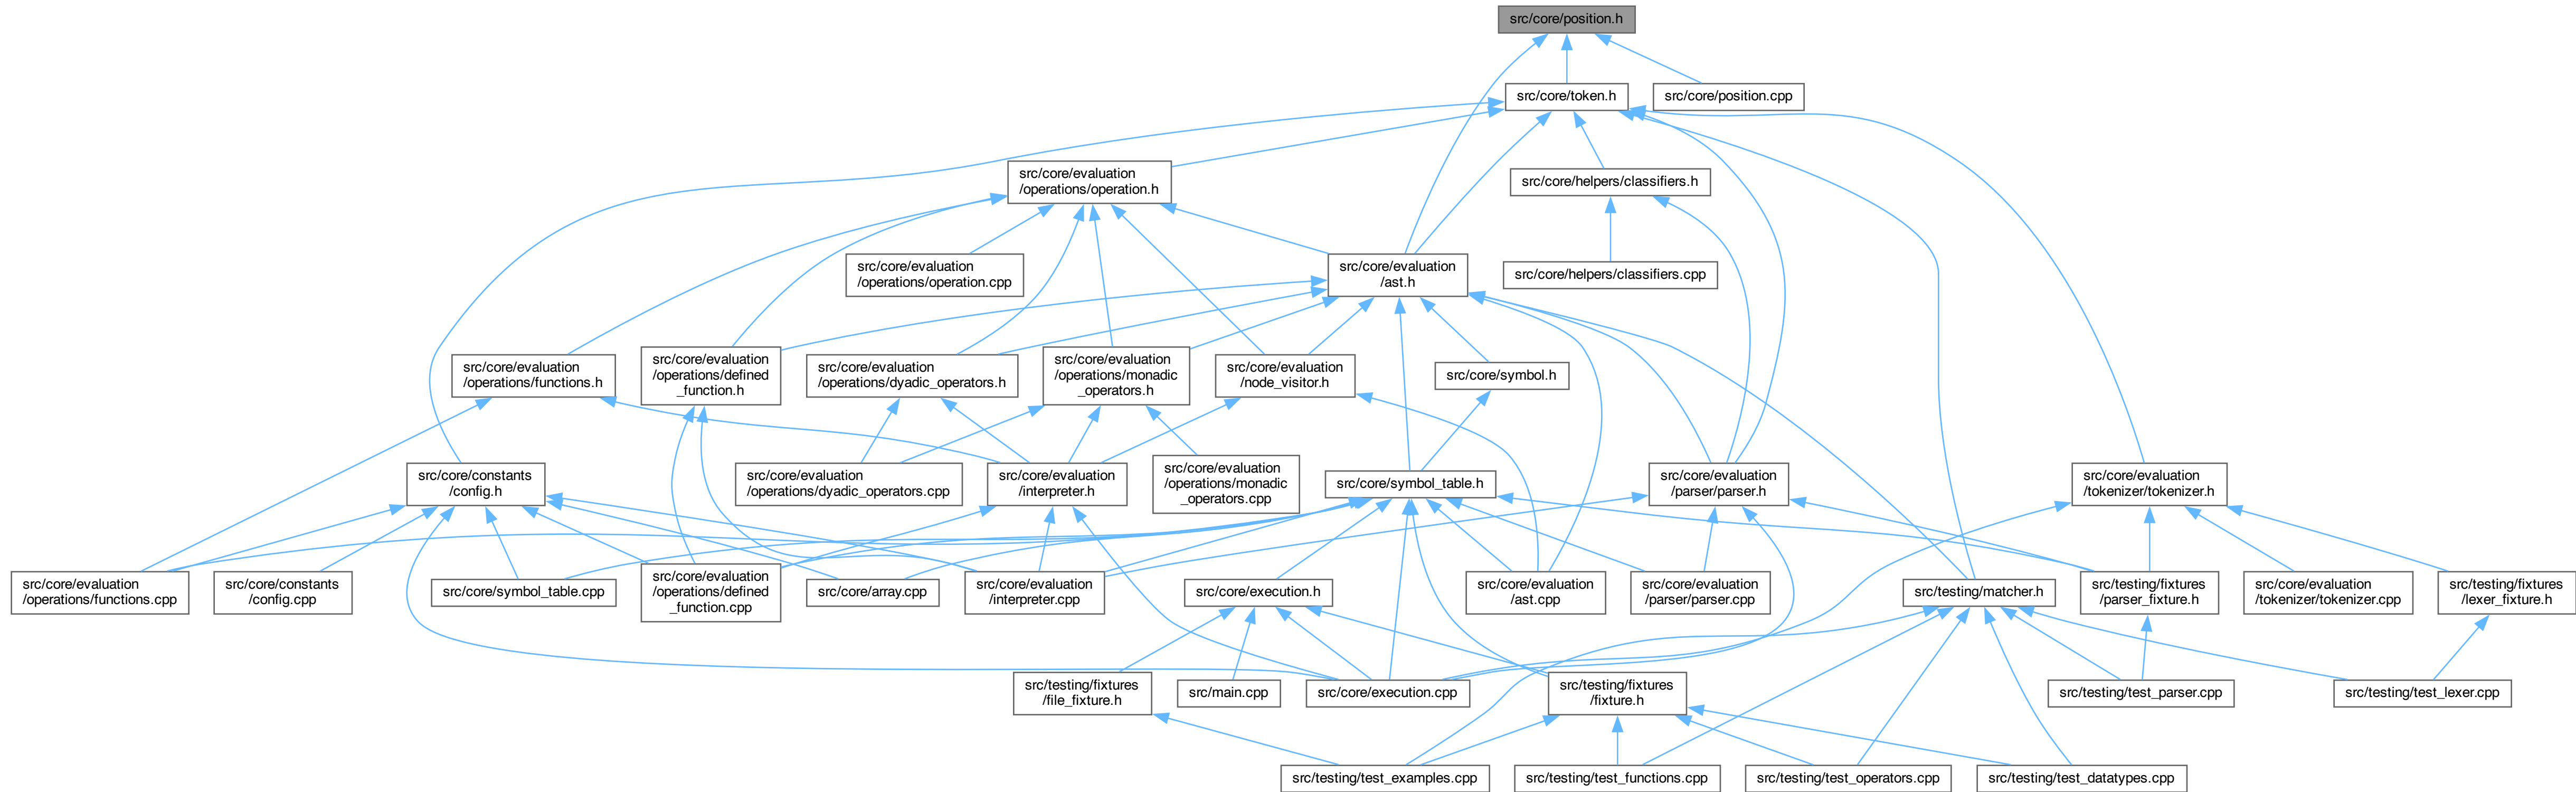 src/core/position.h
src/core/token.h
src/core/position.cpp
src/core/evaluation
/operations/operation.h
src/core/helpers/classifiers.h
src/core/evaluation
/operations/operation.cpp
src/core/evaluation
/ast.h
src/core/helpers/classifiers.cpp
src/core/evaluation
/operations/functions.h
src/core/evaluation
/operations/defined
_function.h
src/core/evaluation
/operations/dyadic_operators.h
src/core/evaluation
/operations/monadic
_operators.h
src/core/evaluation
/node_visitor.h
src/core/symbol.h
src/core/constants
/config.h
src/core/evaluation
/operations/dyadic_operators.cpp
src/core/evaluation
/interpreter.h
src/core/evaluation
/operations/monadic
_operators.cpp
src/core/symbol_table.h
src/core/evaluation
/parser/parser.h
src/core/evaluation
/tokenizer/tokenizer.h
src/core/evaluation
/operations/functions.cpp
src/core/constants
/config.cpp
src/core/symbol_table.cpp
src/core/evaluation
/operations/defined
_function.cpp
src/core/array.cpp
src/core/evaluation
/interpreter.cpp
src/core/execution.h
src/core/evaluation
/ast.cpp
src/core/evaluation
/parser/parser.cpp
src/testing/matcher.h
src/testing/fixtures
/parser_fixture.h
src/core/evaluation
/tokenizer/tokenizer.cpp
src/testing/fixtures
/lexer_fixture.h
src/testing/fixtures
/file_fixture.h
src/main.cpp
src/core/execution.cpp
src/testing/fixtures
/fixture.h
src/testing/test_parser.cpp
src/testing/test_lexer.cpp
src/testing/test_examples.cpp
src/testing/test_functions.cpp
src/testing/test_operators.cpp
src/testing/test_datatypes.cpp